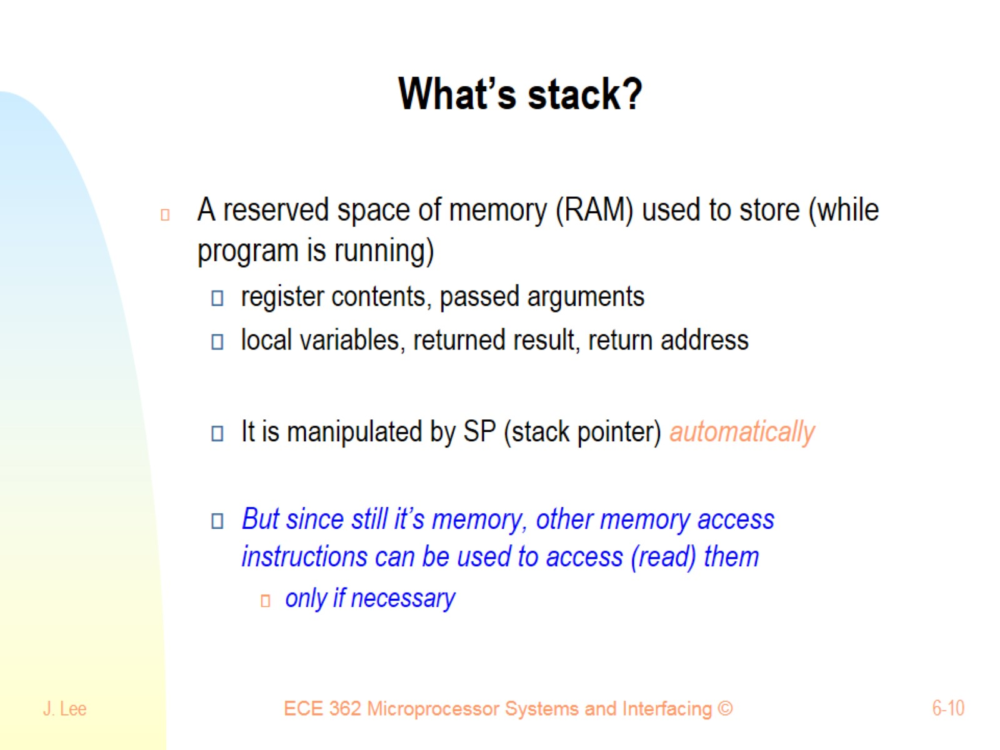 What’s stack?
A reserved space of memory (RAM) used to store (while
program is running)
register contents, passed arguments
local variables, returned result, return address
It is manipulated by SP (stack pointer) automatically
But since still it’s memory, other memory access
instructions can be used to access (read) them
only if necessary
J. Lee
ECE 362 Microprocessor Systems and Interfacing ©
6-10